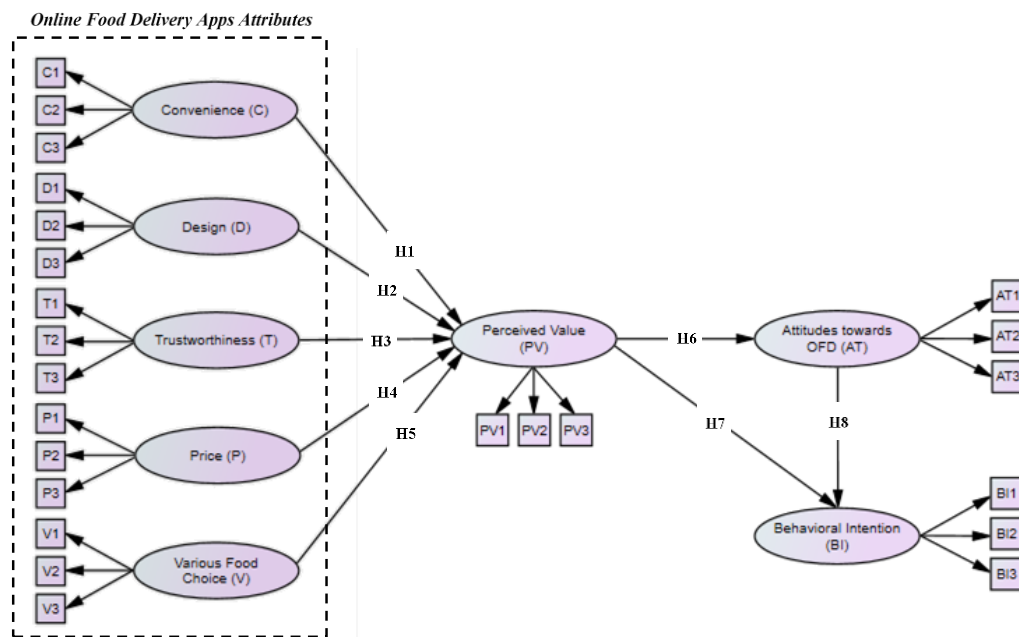 Online Food Delivery Apps Attributes
C1
C2
C3
Convenience (C)
D1
D2
D3
Design (D)
T1
T2
T3
Trustworthiness (T)
P1
P2
P3
Price (P)
V1
V2
V3
Various Food
Choice (V)
H1
H2
H3
H4
H5
Perceived Value
(PV)
PV1
PV2
PV3
H6
H7
H8
Attitudes towards
OFD (AT)
AT1
AT2
AT3
Behavioral Intention
(BI)
BI1
BI2
BI3